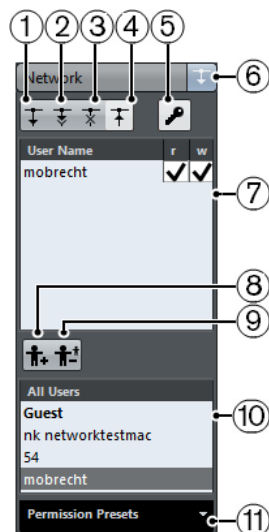 1 2 3 4 5
Network 6
User Name r w
mobrecht 7
8
9
All Users
Guest 10
nk networktestmac
54
mobrecht
Permission Presets 11